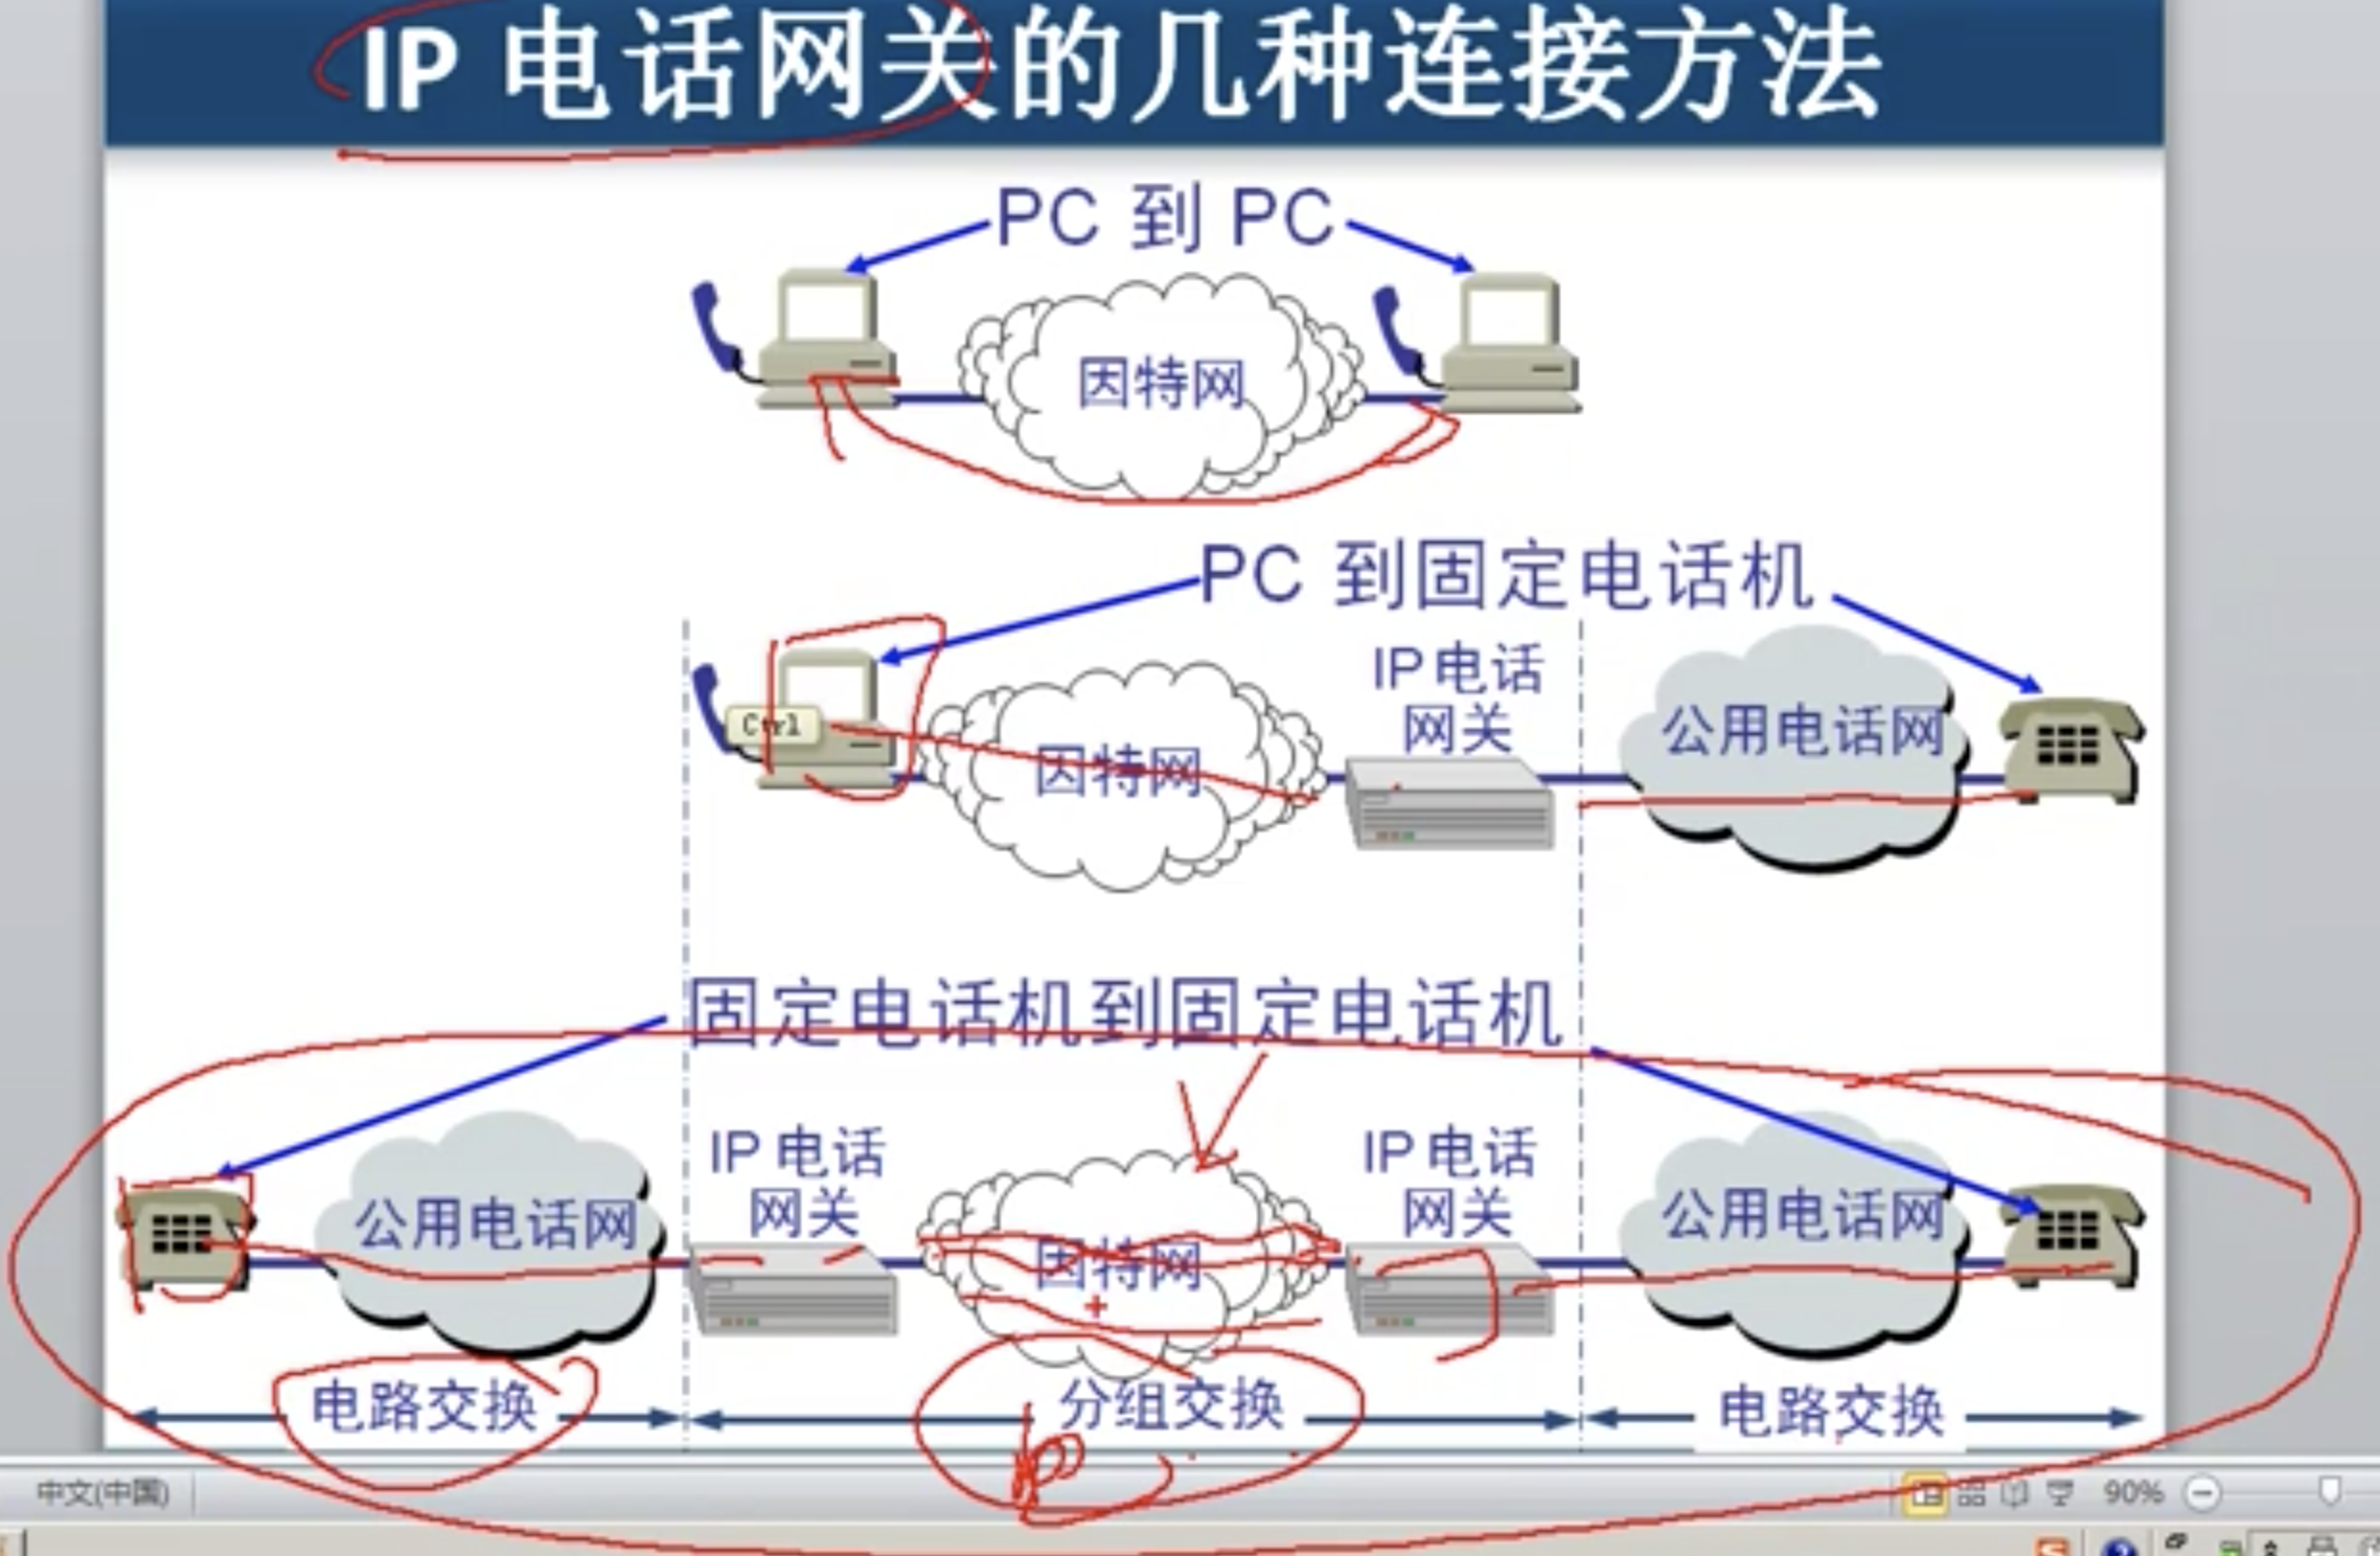 IP 电话网关的几种连接方法
PC 到 PC
因特网
PC 到固定电话机
IP 电话
网关
公用电话网
Ctrl
因特网
固定电话机到固定电话机
IP 电话
网关
IP 电话
网关
公用电话网
因特网
公用电话网
电路交换
分组交换
电路交换
IP
中文(中国)
90%